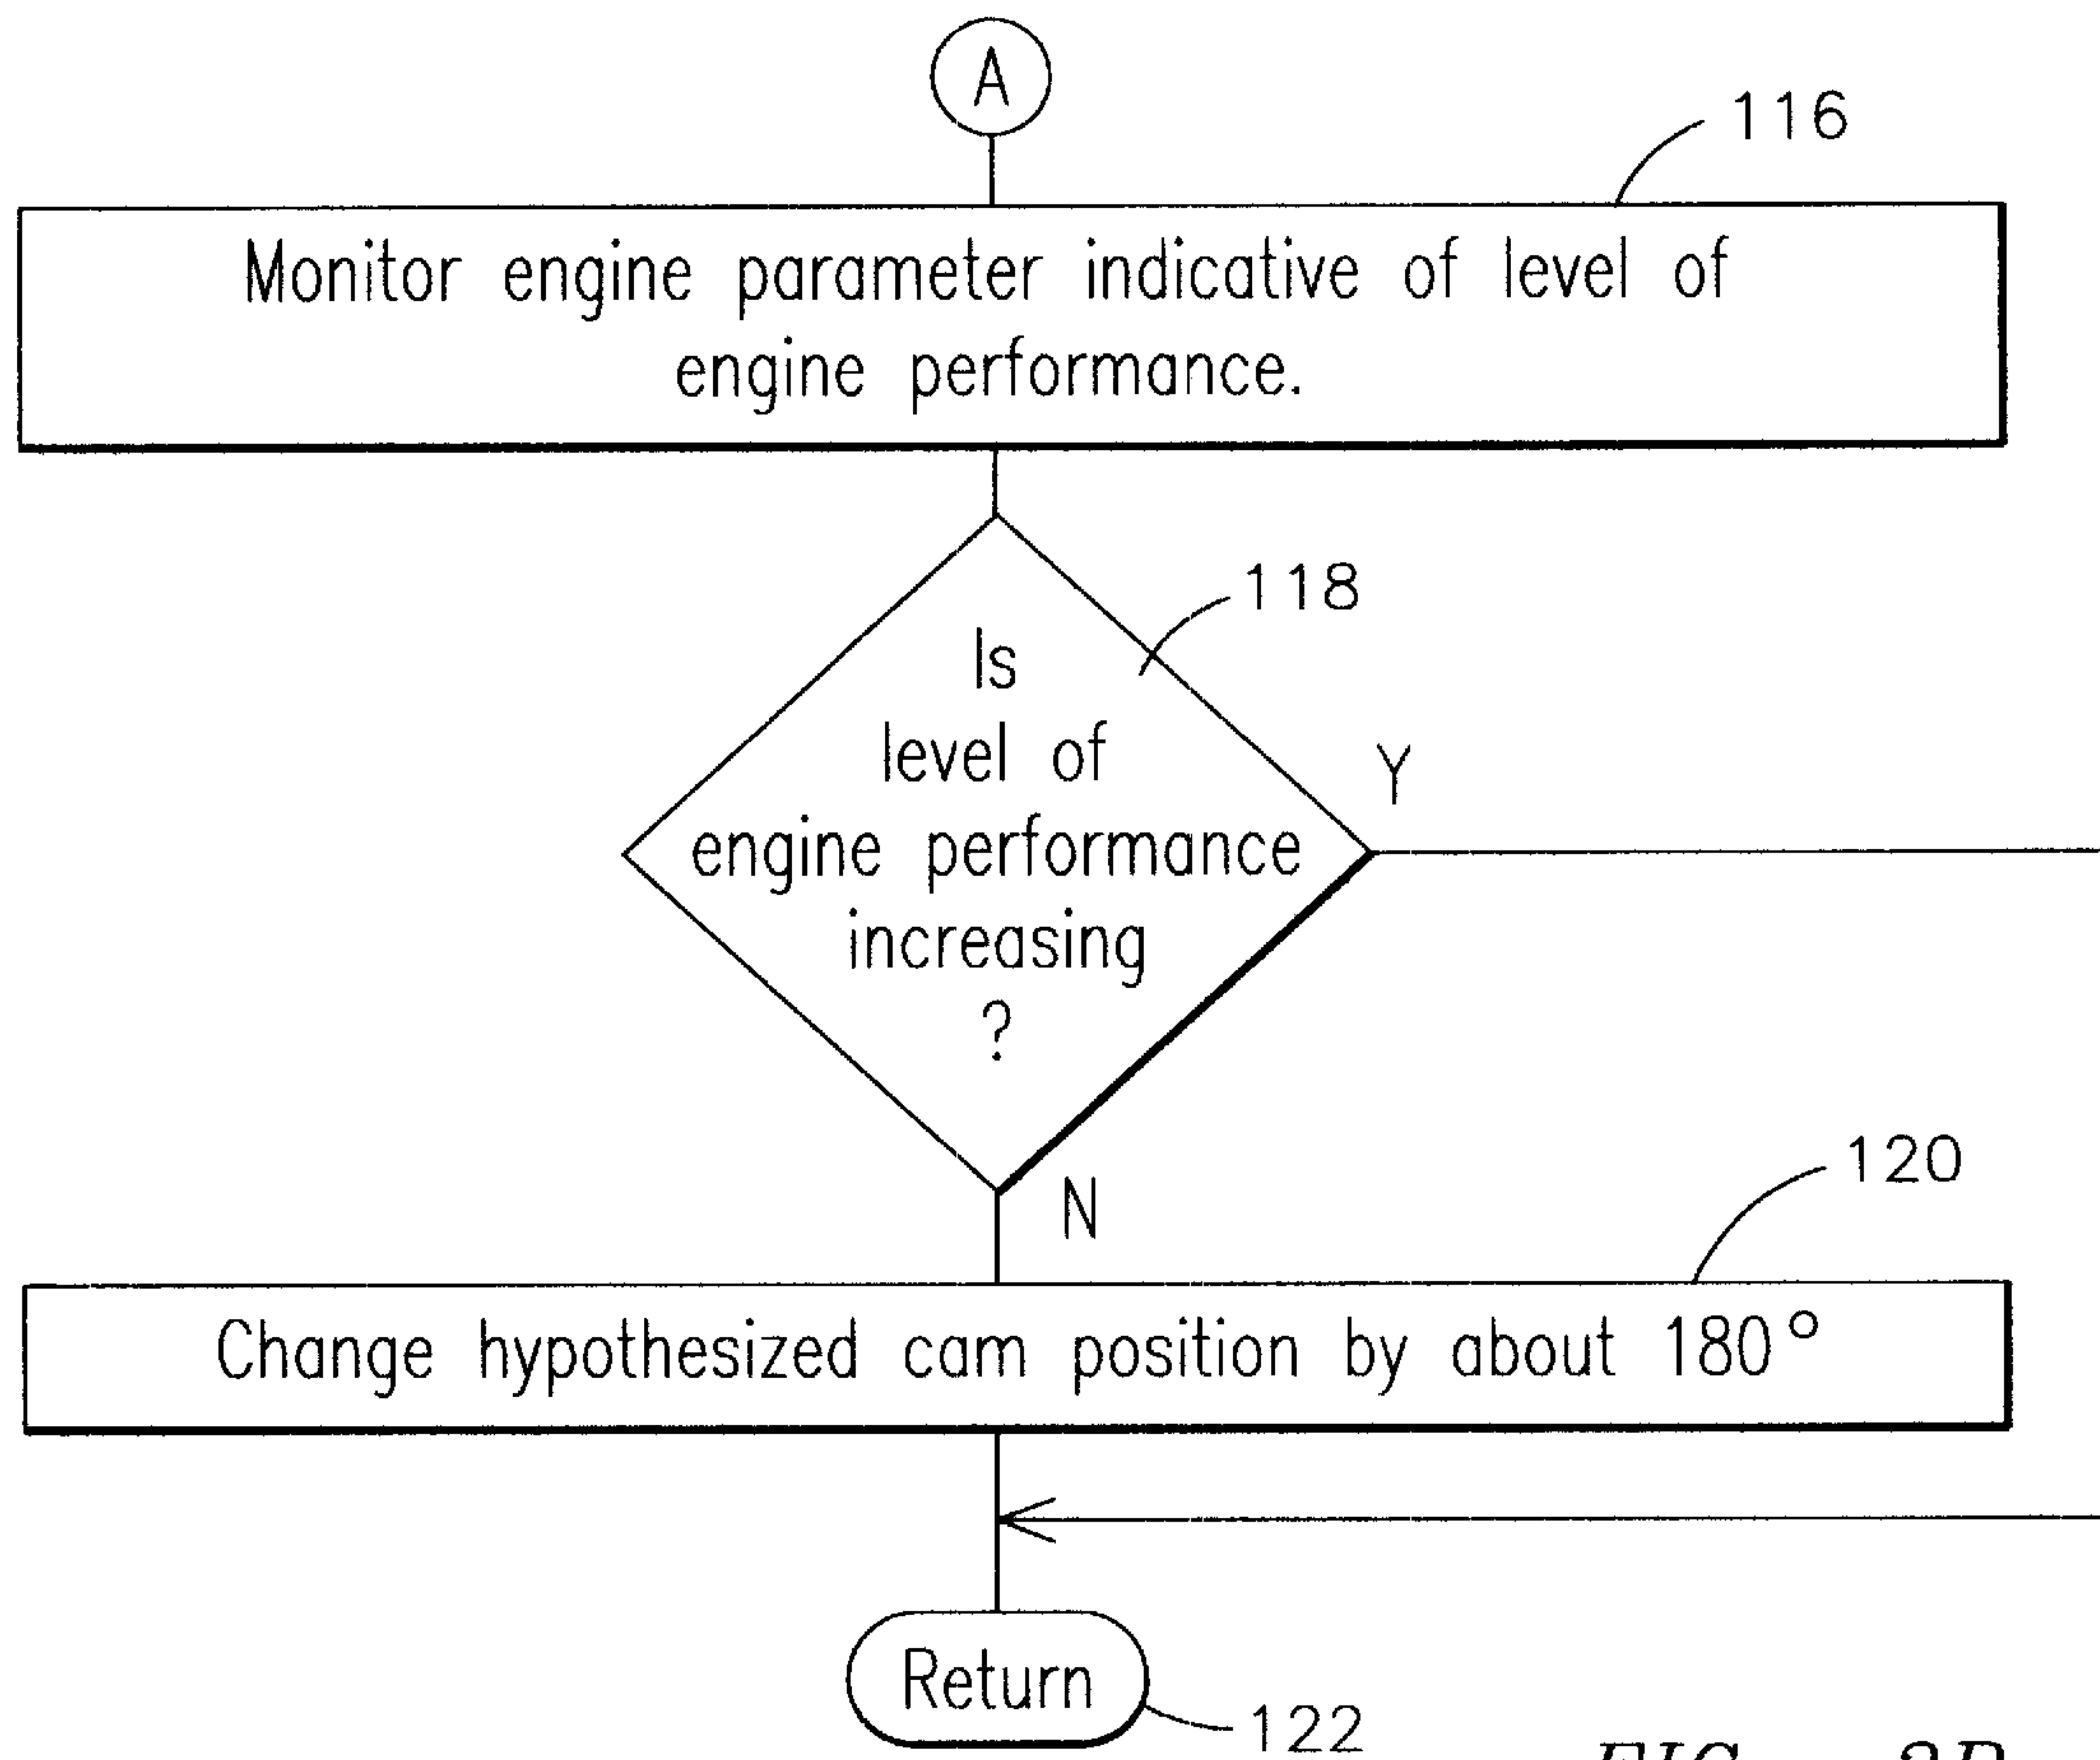 A
116
Monitor engine parameter indicative of level of
engine performance.
118
Is
level of
engine performance
increasing
?
Y
N
120
Change hypothesized cam position by about 180°
Return
122